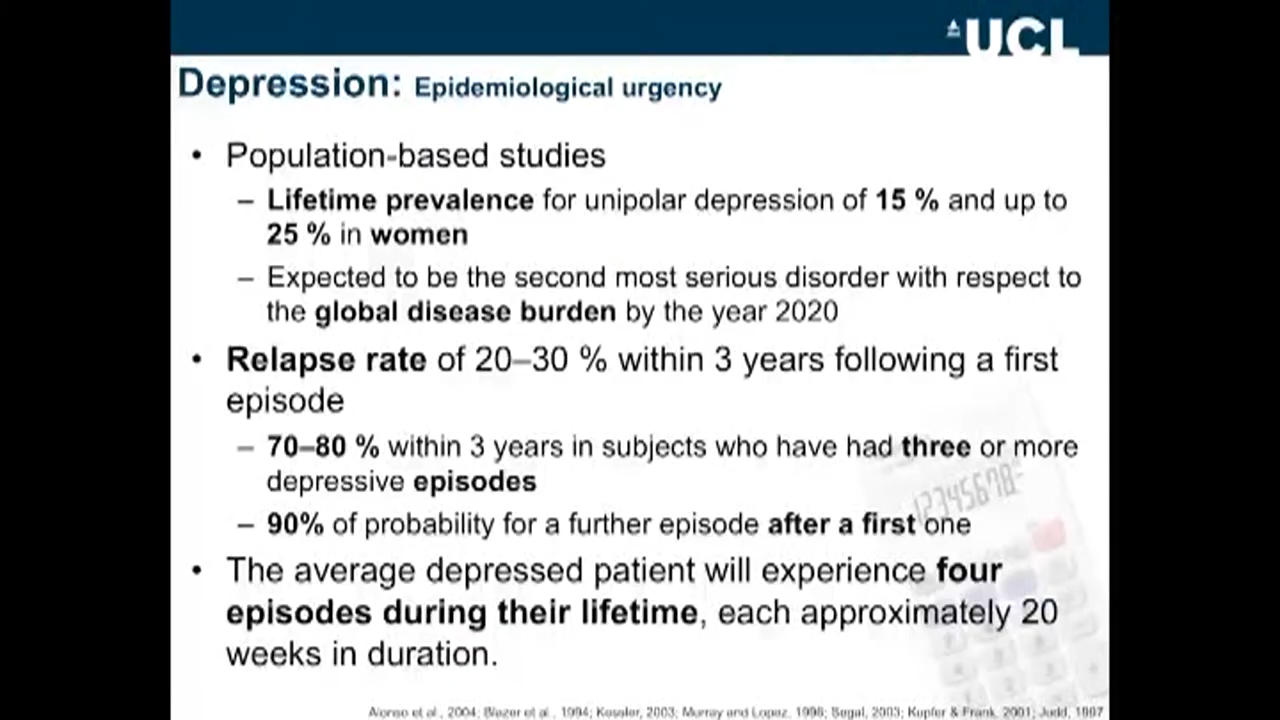 UCL
Depression: Epidemiological urgency
• Population-based studies
– Lifetime prevalence for unipolar depression of 15 % and up to
25 % in women
– Expected to be the second most serious disorder with respect to
the global disease burden by the year 2020
• Relapse rate of 20–30 % within 3 years following a first
episode
– 70–80 % within 3 years in subjects who have had three or more
depressive episodes
– 90% of probability for a further episode after a first one
12345678
• The average depressed patient will experience four
episodes during their lifetime, each approximately 20
weeks in duration.
Alonso et al., 2004; Blazer et al., 1994; Kessler, 2003; Murray and Lopez, 1996; Segal, 2003; Kupfer & Frank, 2001; Judd, 1997